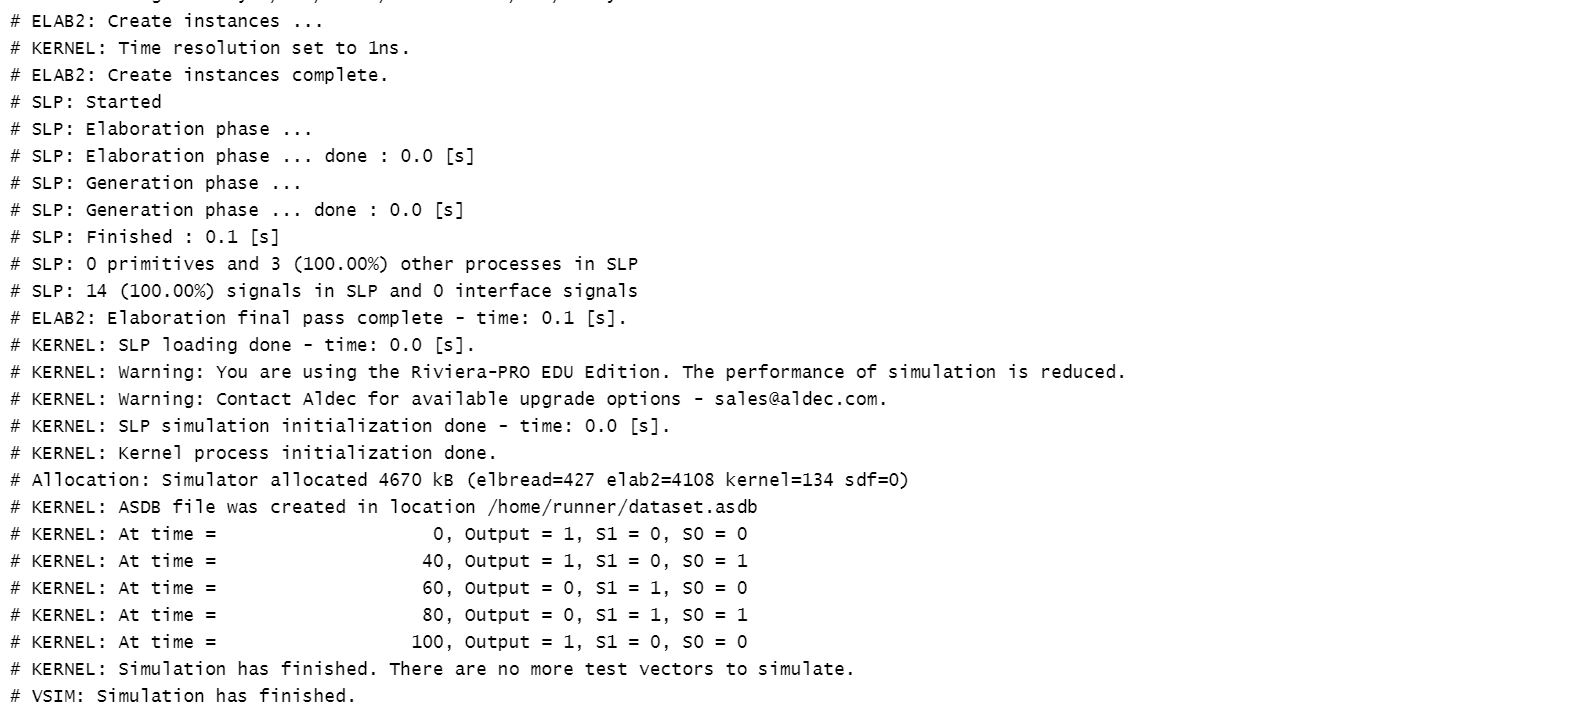 # ELAB2: Create instances ...
# KERNEL: Time resolution set to 1ns.
# ELAB2: Create instances complete.
# SLP: Started
# SLP: Elaboration phase ...
# SLP: Elaboration phase ... done : 0.0 [s]
# SLP: Generation phase ...
# SLP: Generation phase ... done : 0.0 [s]
# SLP: Finished : 0.1 [s]
# SLP: 0 primitives and 3 (100.00%) other processes in SLP
# SLP: 14 (100.00%) signals in SLP and 0 interface signals
# ELAB2: Elaboration final pass complete - time: 0.1 [s].
# KERNEL: SLP loading done - time: 0.0 [s].
# KERNEL: Warning: You are using the Riviera-PRO EDU Edition. The performance of simulation is reduced.
# KERNEL: Warning: Contact Aldec for available upgrade options - sales@aldec.com.
# KERNEL: SLP simulation initialization done - time: 0.0 [s].
# KERNEL: Kernel process initialization done.
# Allocation: Simulator allocated 4670 kB (elbread=427 elab2=4108 kernel=134 sdf=0)
# KERNEL: ASDB file was created in location /home/runner/dataset.asdb
# KERNEL: At time =                    0, Output = 1, S1 = 0, S0 = 0
# KERNEL: At time =                   40, Output = 1, S1 = 0, S0 = 1
# KERNEL: At time =                   60, Output = 0, S1 = 1, S0 = 0
# KERNEL: At time =                   80, Output = 0, S1 = 1, S0 = 1
# KERNEL: At time =                  100, Output = 1, S1 = 0, S0 = 0
# KERNEL: Simulation has finished. There are no more test vectors to simulate.
# VSIM: Simulation has finished.